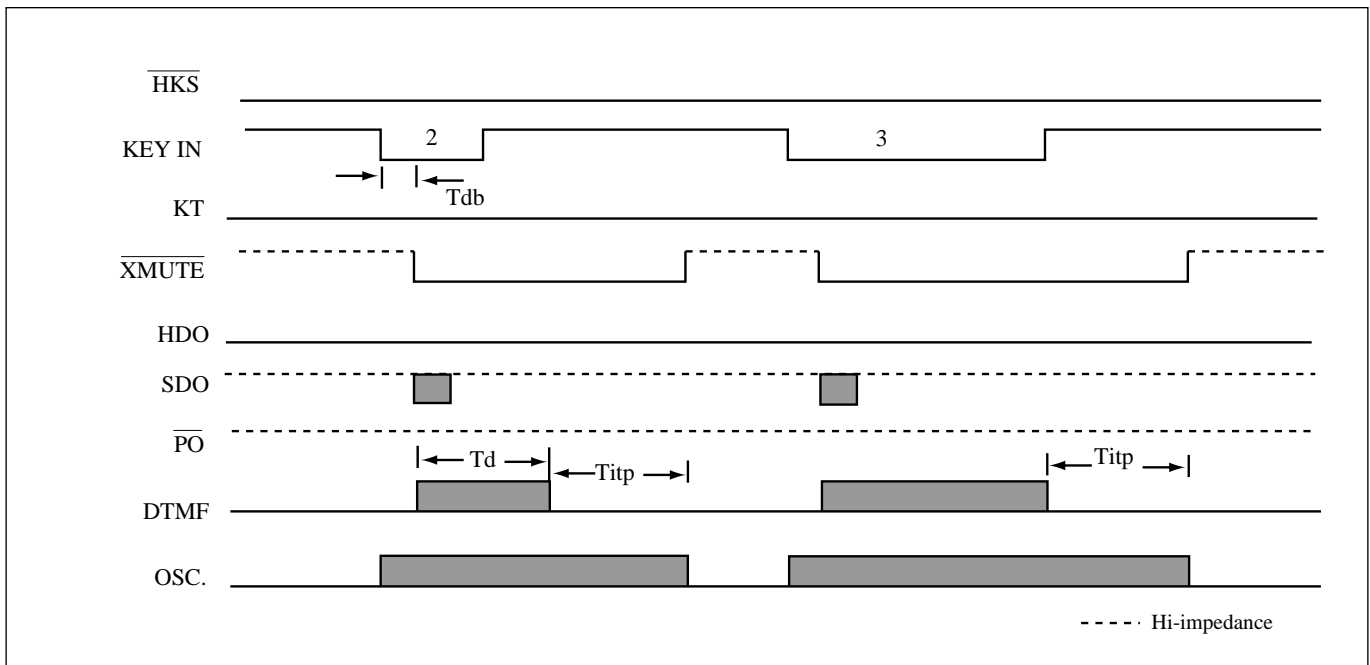 HKS
KEY IN
2
3
Tdb
KT
XMUTE
HDO
SDO
PO
Td
Titp
Titp
DTMF
OSC.
Hi-impedance